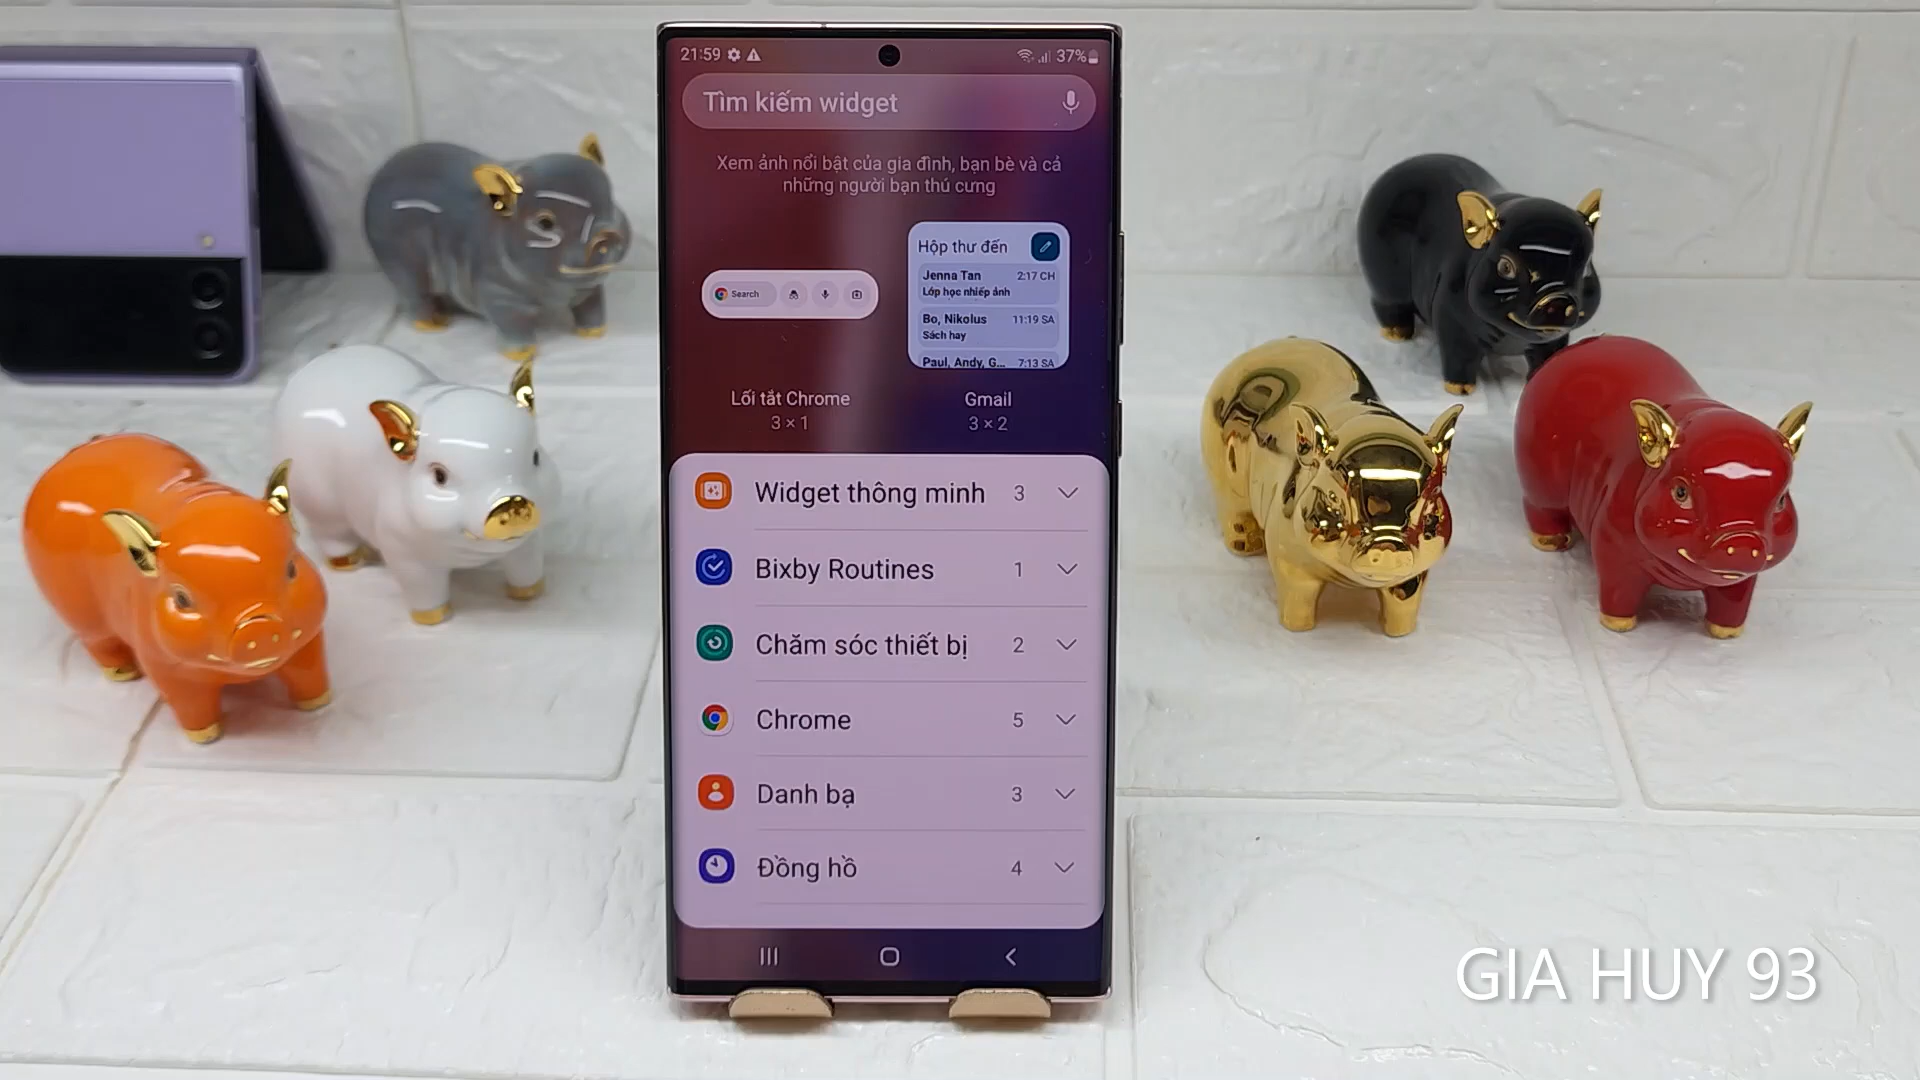 21:59
37%
Tìm kiếm widget
Xem ảnh nổi bật của gia đình, bạn bè và cả
những người bạn thú cưng
Search
Hộp thư đến
Jenna Tan 2:17 CH
Lớp học nhiếp ảnh
Bo, Nikolus 11:19 SA
Sách hay
Paul, Andy, G... 7:13 SA
Lối tắt Chrome
3 × 1
Gmail
3 × 2
Widget thông minh 3
Bixby Routines 1
Chăm sóc thiết bị 2
Chrome 5
Danh bạ 3
Đồng hồ 4
GIA HUY 93